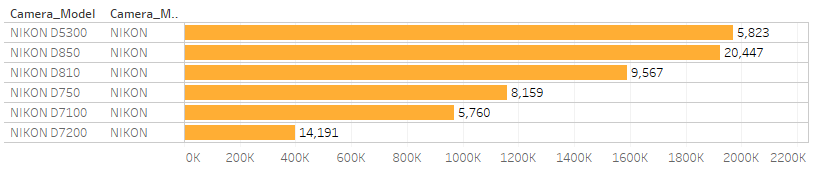 Camera_Model Camera_M..
NIKON D5300 NIKON 5,823
NIKON D850 NIKON 20,447
NIKON D810 NIKON 9,567
NIKON D750 NIKON 8,159
NIKON D7100 NIKON 5,760
NIKON D7200 NIKON 14,191
0K 200K 400K 600K 800K 1000K 1200K 1400K 1600K 1800K 2000K 2200K